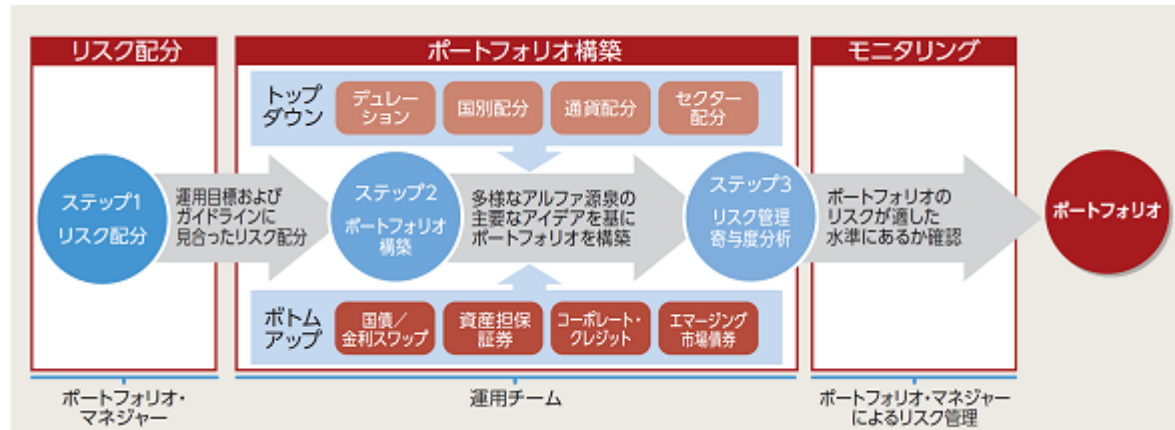 リスク配分
ポートフォリオ構築
モニタリング
トップ
ダウン
デュレー
ション
国別配分
通貨配分
セクター
配分
ステップ1
リスク配分
運用目標および
ガイドラインに
見合ったリスク配分
ステップ2
ポートフォリオ
構築
多様なアルファ源泉の
主要なアイデアを基に
ポートフォリオを構築
ステップ3
リスク管理
寄与度分析
ポートフォリオの
リスクが適した
水準にあるか確認
ポートフォリオ
ボトム
アップ
国債／
金利スワップ
資産担保
証券
コーポレート・
クレジット
エマージング
市場債券
ポートフォリオ・
マネジャー
運用チーム
ポートフォリオ・マネジャー
によるリスク管理